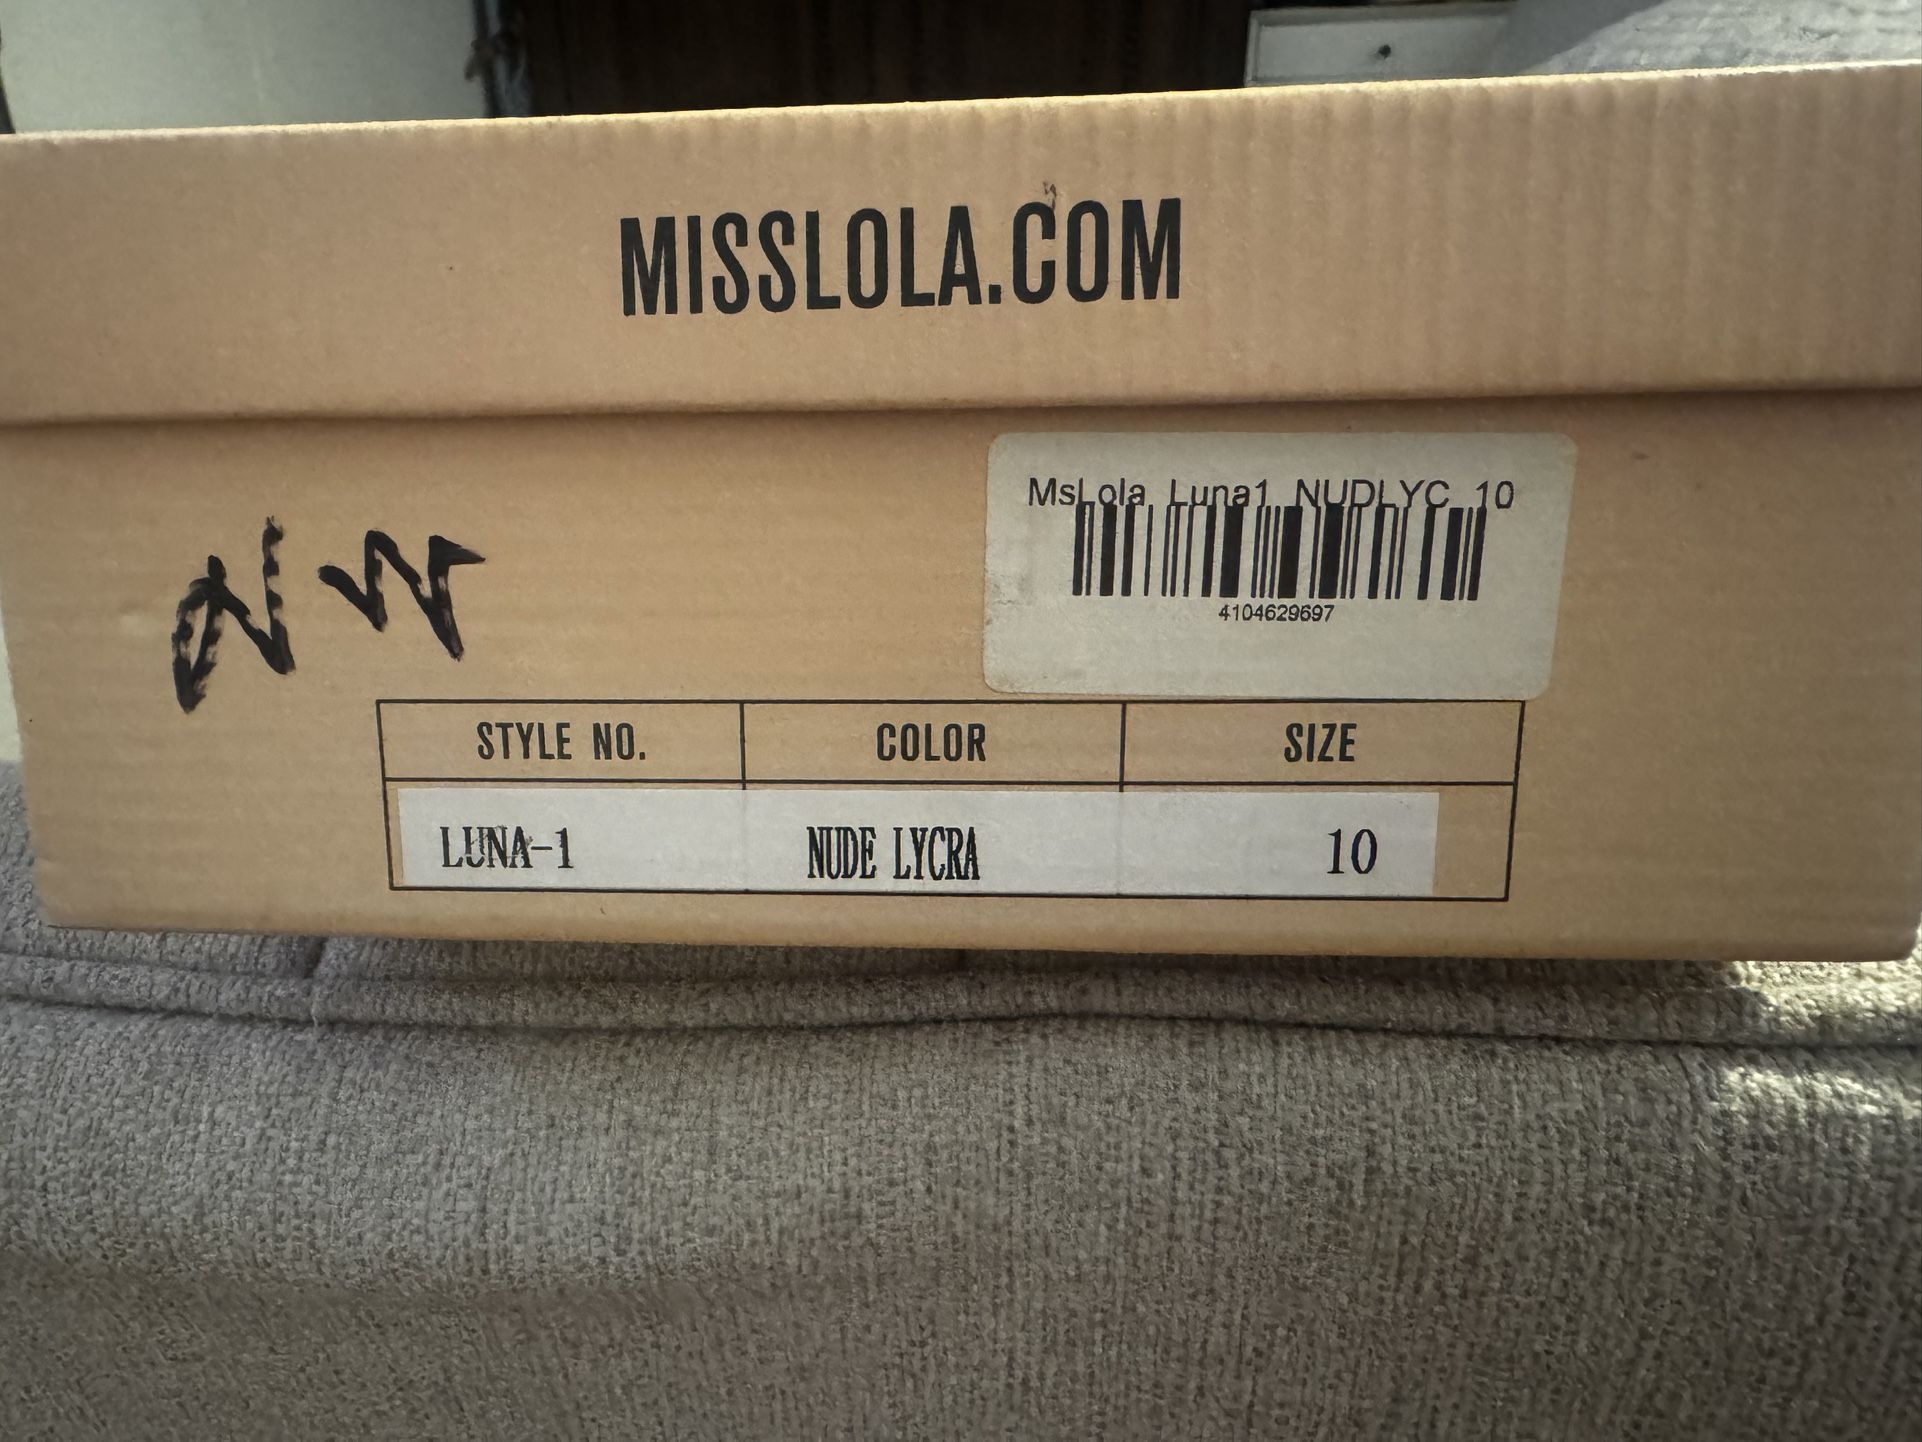 MISSLOLA.COM
MsLola Luna1 NUDLYC 10
4104629697
STYLE NO. COLOR SIZE
LUNA-1 NUDE LYCRA 10